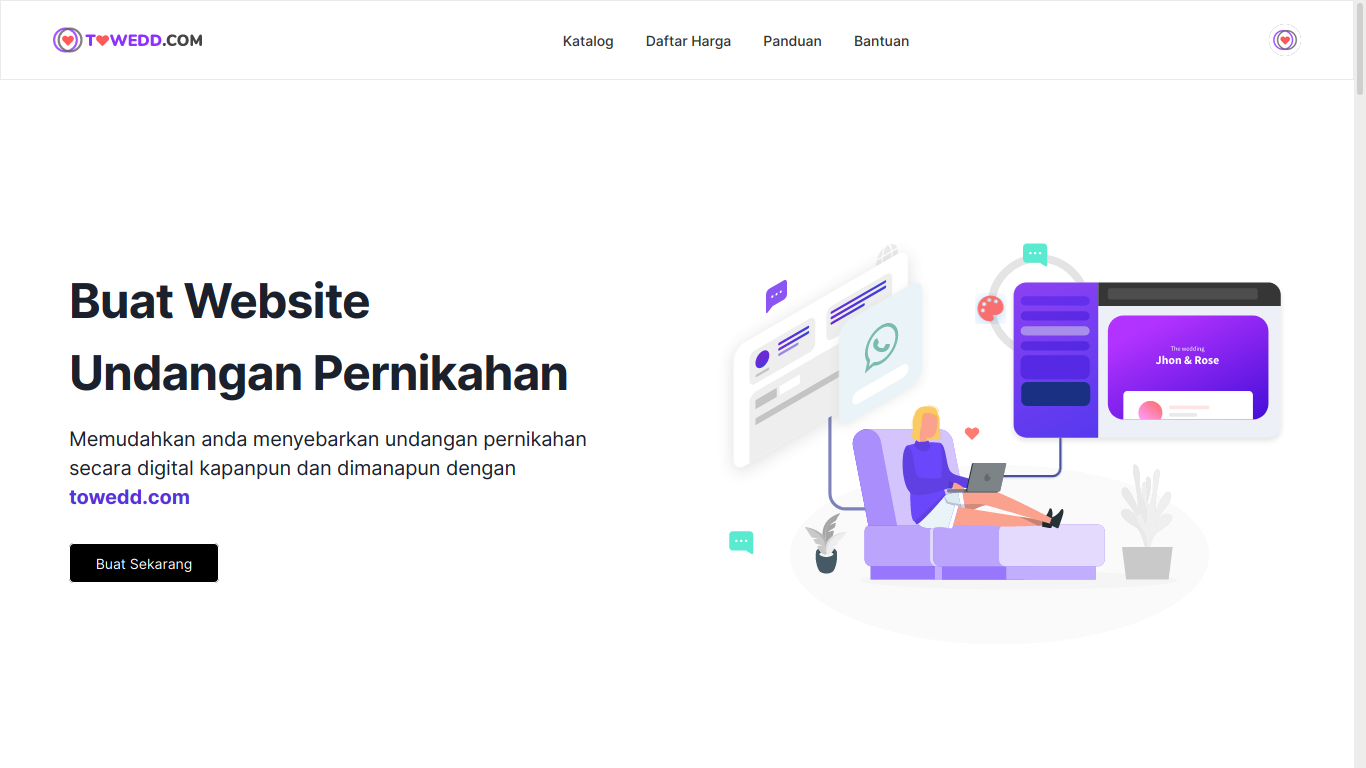 T❤WEDD.COM
Katalog
Daftar Harga
Panduan
Bantuan
Buat Website
Undangan Pernikahan
Memudahkan anda menyebarkan undangan pernikahan
secara digital kapanpun dan dimanapun dengan
towedd.com
Buat Sekarang
The wedding
Jhon & Rose